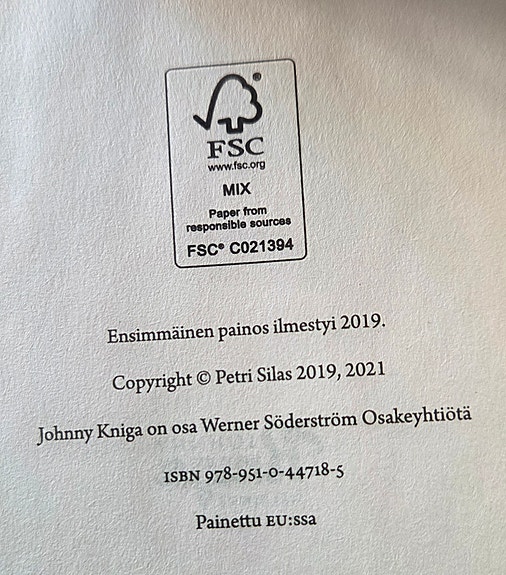 ®
FSC
www.fsc.org
MIX
Paper from
responsible sources
FSC® C021394
Ensimmäinen painos ilmestyi 2019.
Copyright © Petri Silas 2019, 2021
Johnny Kniga on osa Werner Söderström Osakeyhtiötä
ISBN 978-951-0-44718-5
Painettu EU:ssa